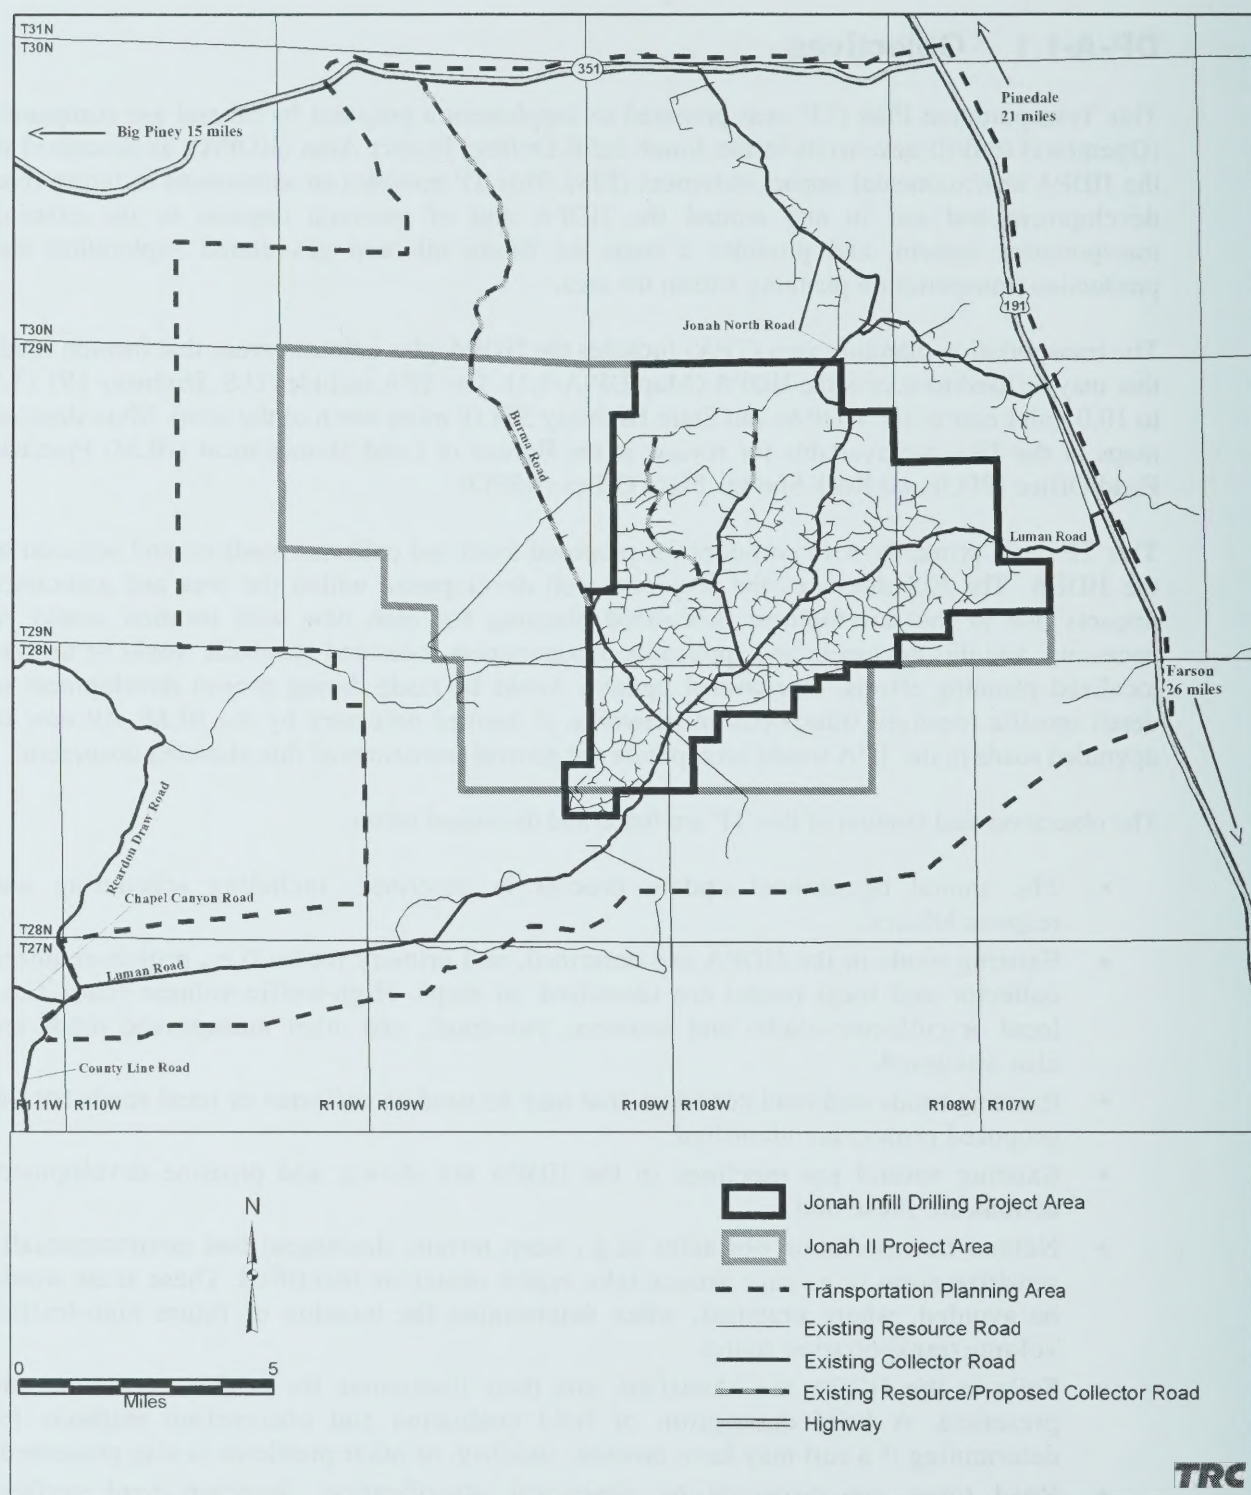 T31N
T30N
351
Pinedale
21 miles
Big Piney 15 miles
191
Jonah North Road
T30N
T29N
Burma Road
Luman Road
T29N
T28N
Farson
26 miles
Reardon Draw Road
Chapel Canyon Road
T28N
T27N
Luman Road
County Line Road
R111W R110W R110W R109W R109W R108W R108W R107W
N
Jonah Infill Drilling Project Area
Jonah II Project Area
Transportation Planning Area
Existing Resource Road
Existing Collector Road
Existing Resource/Proposed Collector Road
Highway
0 5
Miles
TRC